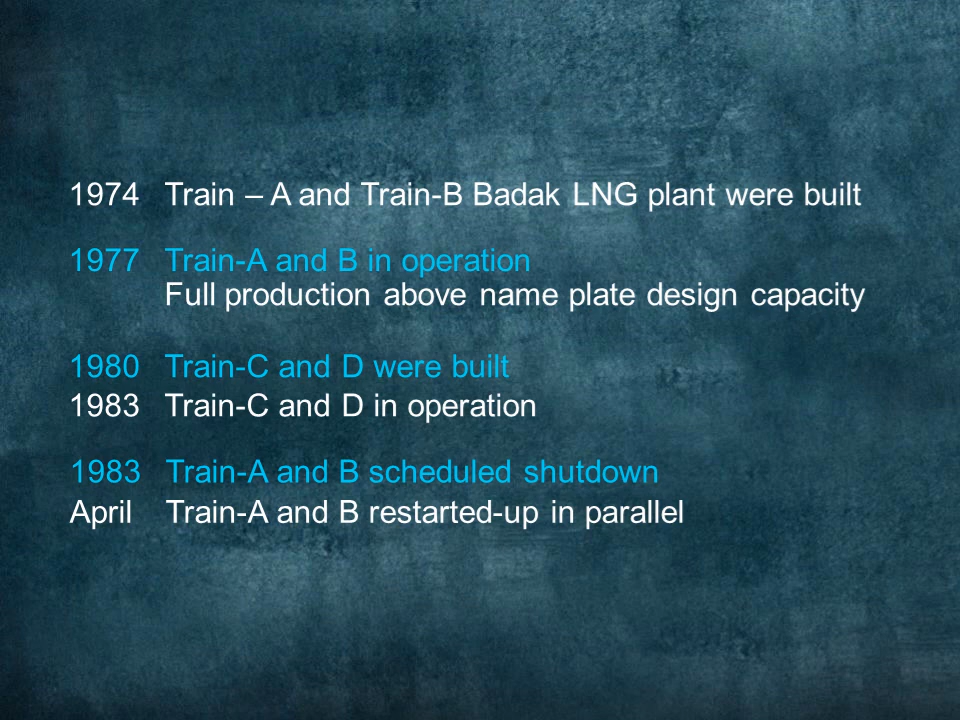 1974 Train – A and Train-B Badak LNG plant were built
1977 Train-A and B in operation
Full production above name plate design capacity
1980 Train-C and D were built
1983 Train-C and D in operation
1983 Train-A and B scheduled shutdown
April Train-A and B restarted-up in parallel